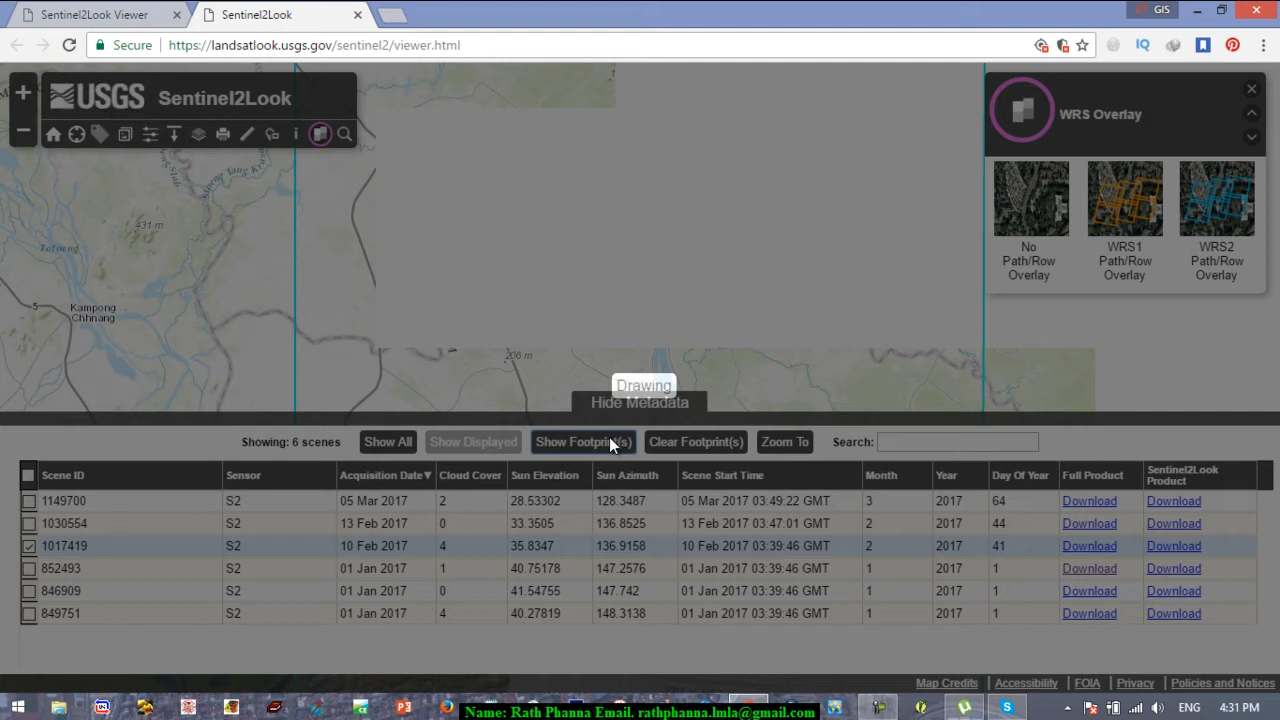 Sentinel2Look Viewer
Sentinel2Look
GIS
Secure
https://landsatlook.usgs.gov/sentinel2/viewer.html
USGS Sentinel2Look
WRS Overlay
No Path/Row Overlay
WRS1 Path/Row Overlay
WRS2 Path/Row Overlay
431 m
Kampong Chhnang
5
206 m
Drawing
Hide Metadata
Showing: 6 scenes Show All Show Displayed Show Footprint(s) Clear Footprint(s) Zoom To Search:
Scene ID Sensor Acquisition Date▼ Cloud Cover Sun Elevation Sun Azimuth Scene Start Time Month Year Day Of Year Full Product Sentinel2Look Product
1149700 S2 05 Mar 2017 2 28.53302 128.3487 05 Mar 2017 03:49:22 GMT 3 2017 64 Download Download
1030554 S2 13 Feb 2017 0 33.3505 136.8525 13 Feb 2017 03:47:01 GMT 2 2017 44 Download Download
1017419 S2 10 Feb 2017 4 35.8347 136.9158 10 Feb 2017 03:39:46 GMT 2 2017 41 Download Download
852493 S2 01 Jan 2017 1 40.75178 147.2576 01 Jan 2017 03:39:46 GMT 1 2017 1 Download Download
846909 S2 01 Jan 2017 0 41.54755 147.742 01 Jan 2017 03:39:46 GMT 1 2017 1 Download Download
849751 S2 01 Jan 2017 4 40.27819 148.3138 01 Jan 2017 03:39:46 GMT 1 2017 1 Download Download
Map Credits Accessibility FOIA Privacy Policies and Notices
ENG 4:31 PM
Name: Rath Phanna Email. rathphanna.lmla@gmail.com